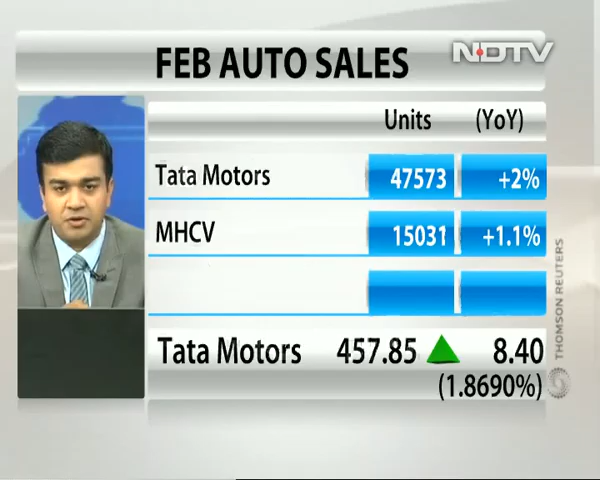 NDTV
FEB AUTO SALES
Units (YoY)
Tata Motors 47573 +2%
MHCV 15031 +1.1%
Tata Motors 457.85 8.40
(1.8690%)
THOMSON REUTERS